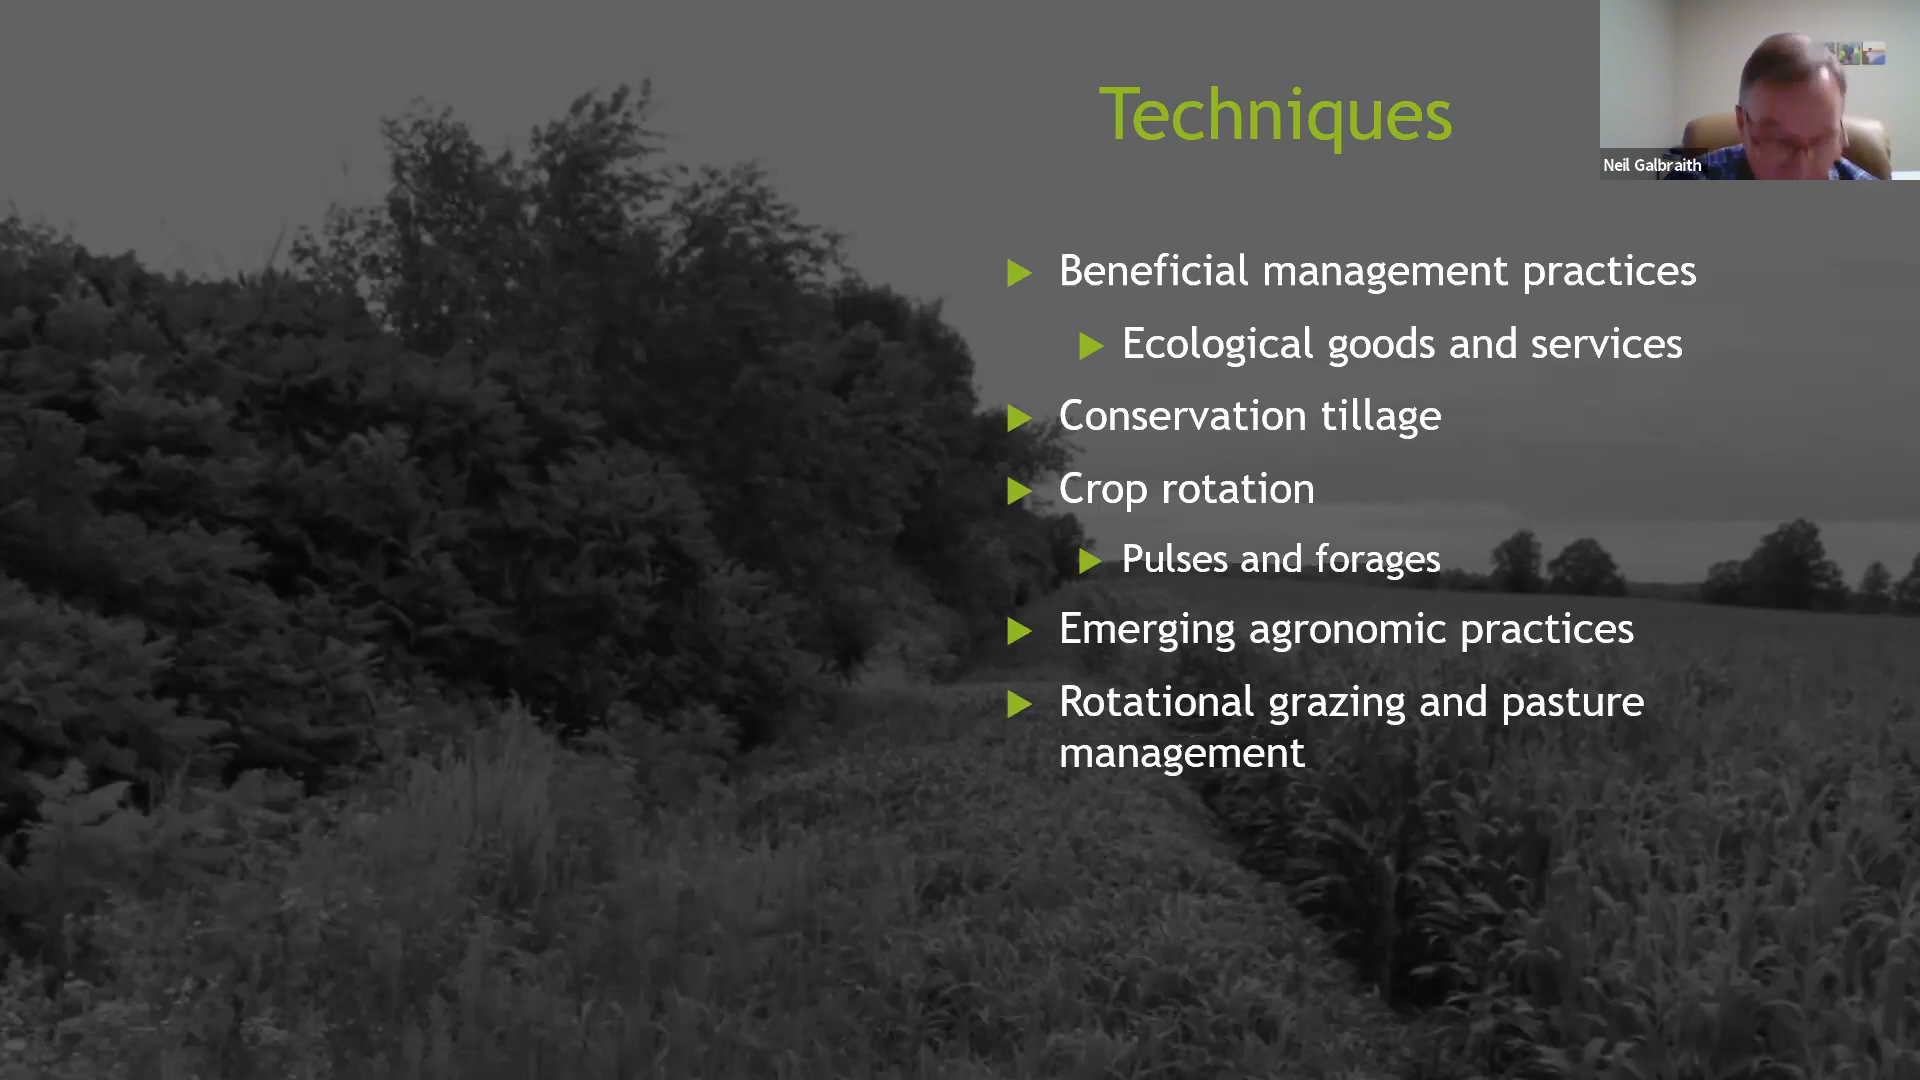 Techniques
Neil Galbraith
Beneficial management practices
Ecological goods and services
Conservation tillage
Crop rotation
Pulses and forages
Emerging agronomic practices
Rotational grazing and pasture
management